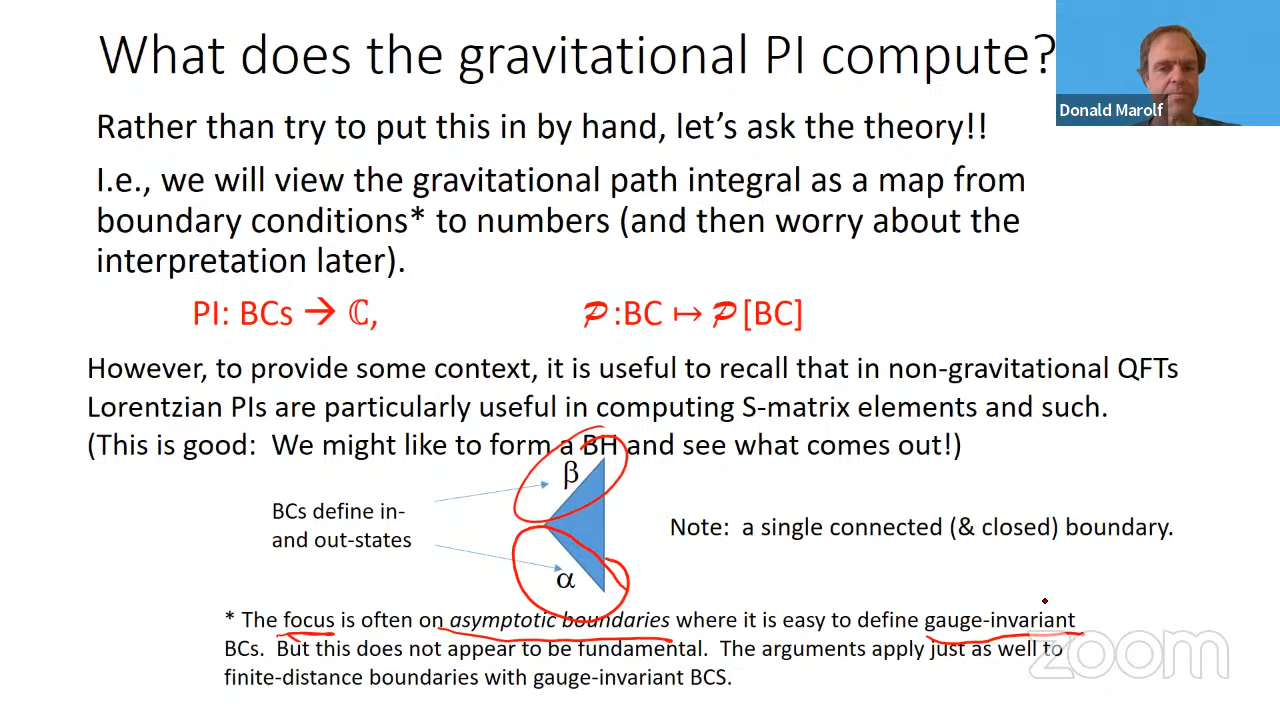 What does the gravitational PI compute?
Donald Marolf
Rather than try to put this in by hand, let’s ask the theory!!
I.e., we will view the gravitational path integral as a map from
boundary conditions* to numbers (and then worry about the
interpretation later).
PI: BCs → ℂ, 𝓟:BC ↦ 𝓟[BC]
However, to provide some context, it is useful to recall that in non-gravitational QFTs
Lorentzian PIs are particularly useful in computing S-matrix elements and such.
(This is good: We might like to form a BH and see what comes out!)
β
BCs define in-
and out-states
Note: a single connected (& closed) boundary.
α
* The focus is often on asymptotic boundaries where it is easy to define gauge-invariant
BCs. But this does not appear to be fundamental. The arguments apply just as well to
finite-distance boundaries with gauge-invariant BCS.
zoom